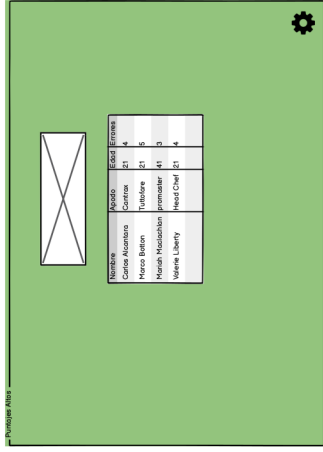 Puntajes Altos
Nombre Apodo Edad Errores
Carlos Alcantara Cantrax 21 4
Marco Botton Tuttofare 21 5
Mariah Maclachlan promaster 41 3
Valerie Liberty Head Chef 21 4